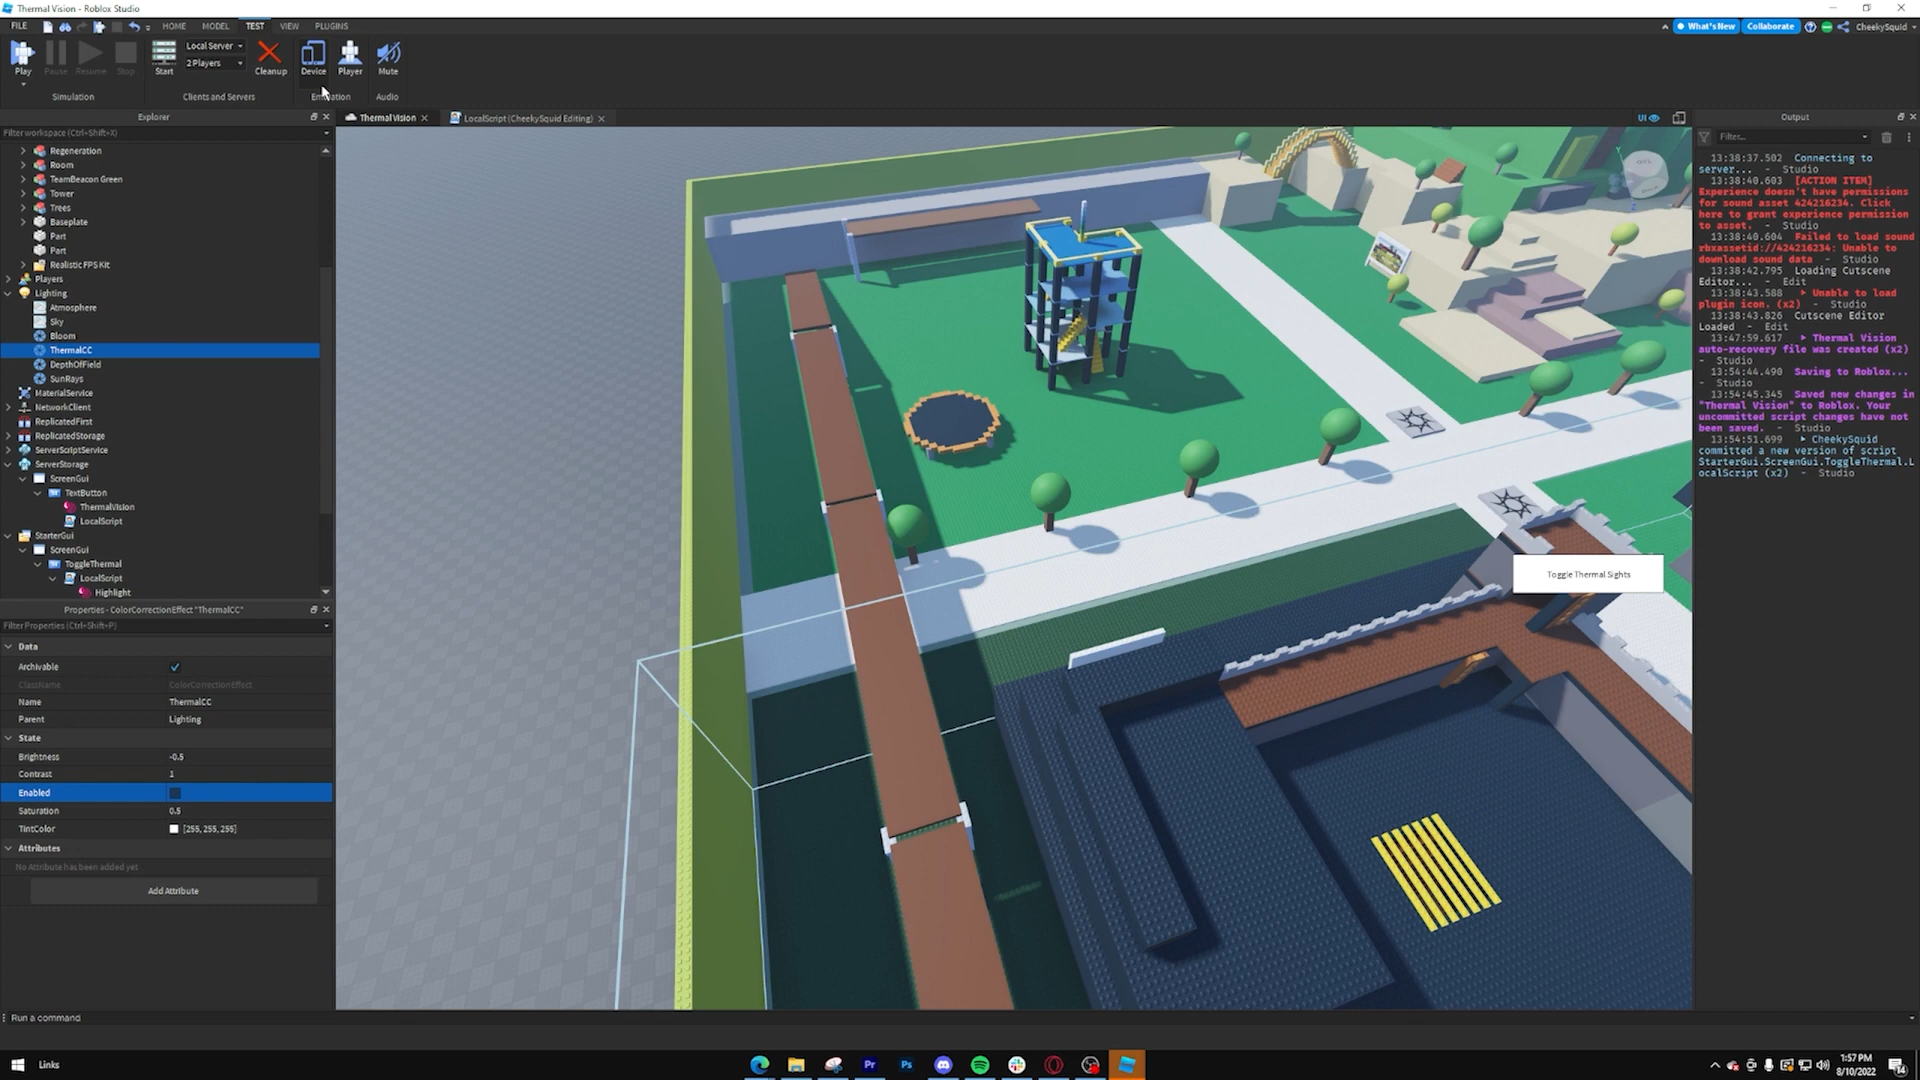 Thermal Vision - Roblox Studio
FILE
HOME
MODEL
TEST
VIEW
PLUGINS
What's New
Collaborate
CheekySquid
Play
Pause
Resume
Stop
Start
Local Server
2 Players
Cleanup
Device
Player
Mute
Simulation
Clients and Servers
Emulation
Audio
Explorer
Filter workspace (Ctrl+Shift+X)
Regeneration
Room
TeamBeacon Green
Tower
Trees
Baseplate
Part
Part
Realistic FPS Kit
Players
Lighting
Atmosphere
Sky
Bloom
ThermalCC
DepthOfField
SunRays
MaterialService
NetworkClient
ReplicatedFirst
ReplicatedStorage
ServerScriptService
ServerStorage
ScreenGui
TextButton
ThermalVision
LocalScript
StarterGui
ScreenGui
ToggleThermal
LocalScript
Highlight
Properties - ColorCorrectionEffect "ThermalCC"
Filter Properties (Ctrl+Shift+P)
Data
Archivable
ClassName ColorCorrectionEffect
Name ThermalCC
Parent Lighting
State
Brightness -0.5
Contrast 1
Enabled
Saturation 0.5
TintColor [255, 255, 255]
Attributes
No Attribute has been added yet
Add Attribute
Run a command
Thermal Vision
LocalScript (CheekySquid Editing)
UI
Toggle Thermal Sights
Output
Filter...
13:38:37.502 Connecting to
server... - Studio
13:38:40.603 [ACTION ITEM]
Experience doesn't have permissions
for sound asset 424216234. Click
here to grant experience permission
to asset. - Studio
13:38:40.604 Failed to load sound
rbxassetid://424216234: Unable to
download sound data - Studio
13:38:42.795 Loading Cutscene
Editor... - Edit
13:38:43.588 Unable to load
plugin icon. (x2) - Studio
13:38:43.826 Cutscene Editor
Loaded - Edit
13:47:59.617 Thermal Vision
auto-recovery file was created (x2)
- Studio
13:54:44.490 Saving to Roblox...
- Studio
13:54:45.345 Saved new changes in
"Thermal Vision" to Roblox. Your
uncommitted script changes have not
been saved. - Studio
13:54:51.699 CheekySquid
committed a new version of script
StarterGui.ScreenGui.ToggleThermal.L
ocalScript (x2) - Studio
Links
Pr
Ps
1:57 PM
8/10/2022
14